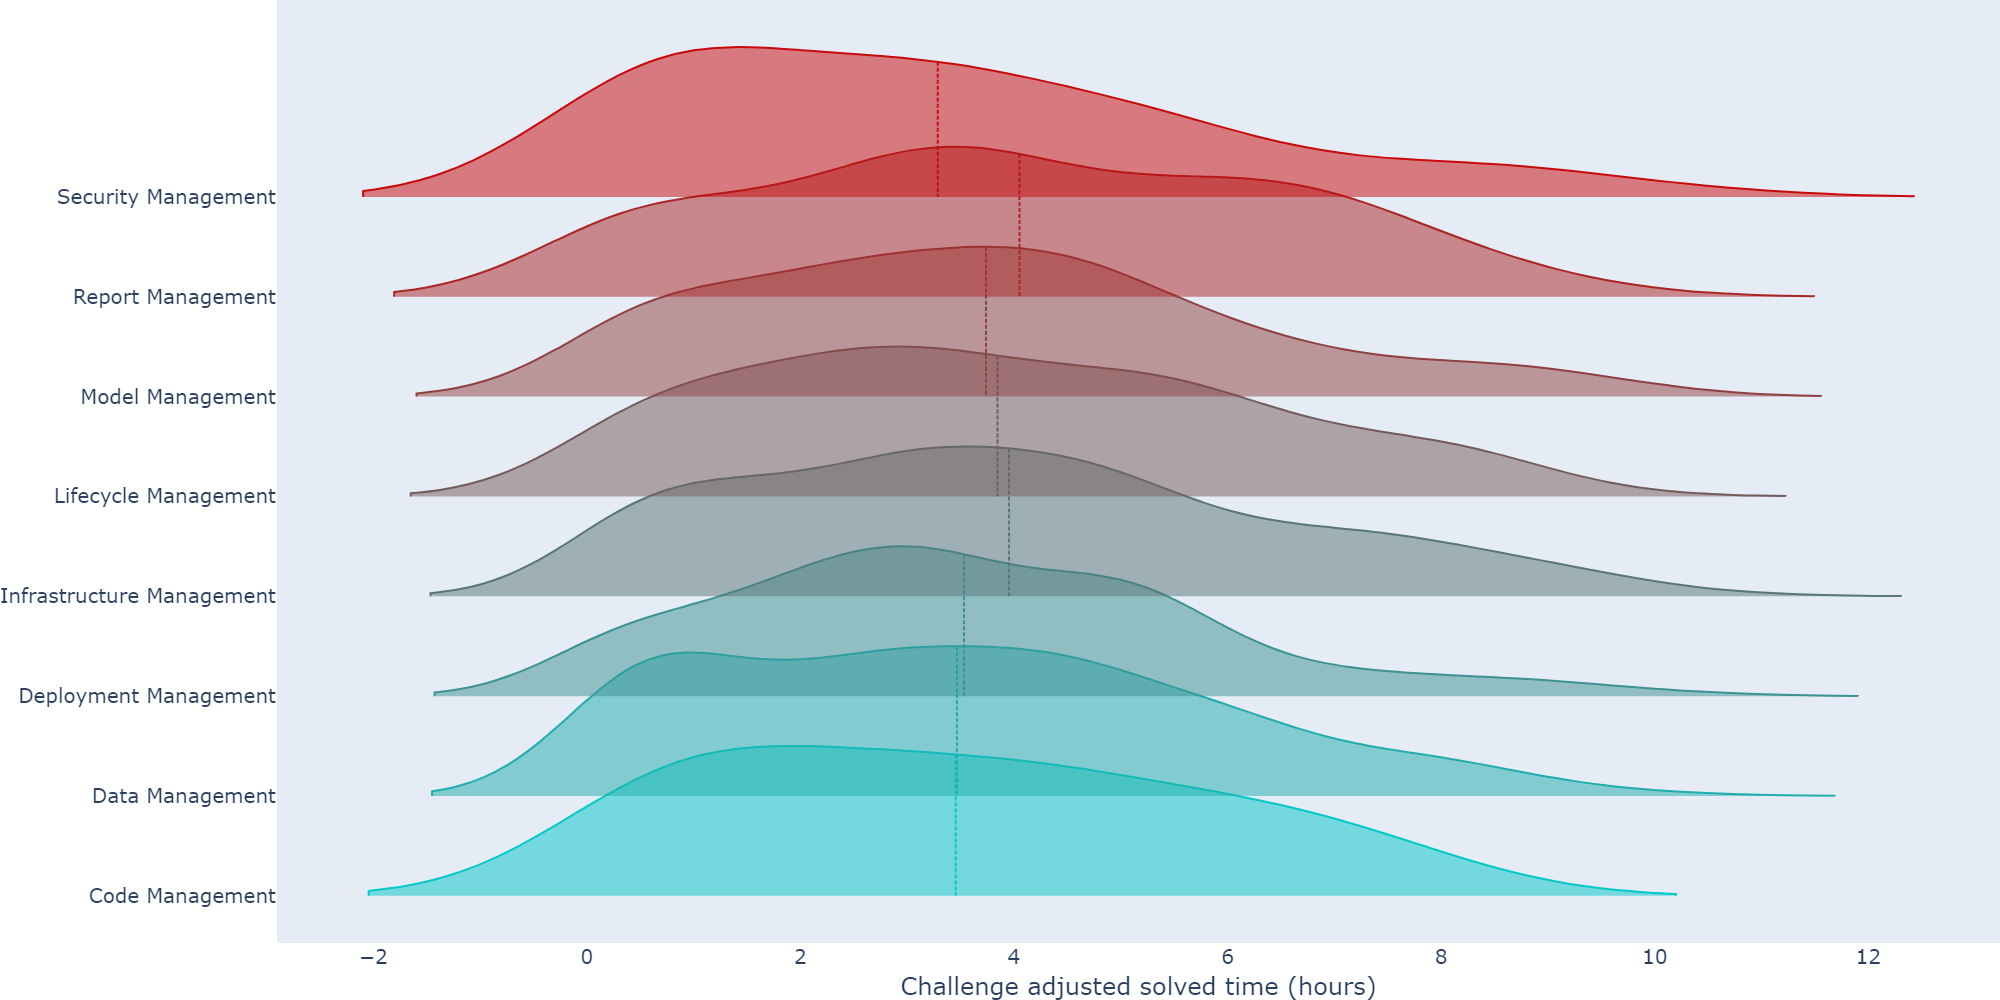 Security Management
Report Management
Model Management
Lifecycle Management
Infrastructure Management
Deployment Management
Data Management
Code Management
−2 0 2 4 6 8 10 12
Challenge adjusted solved time (hours)